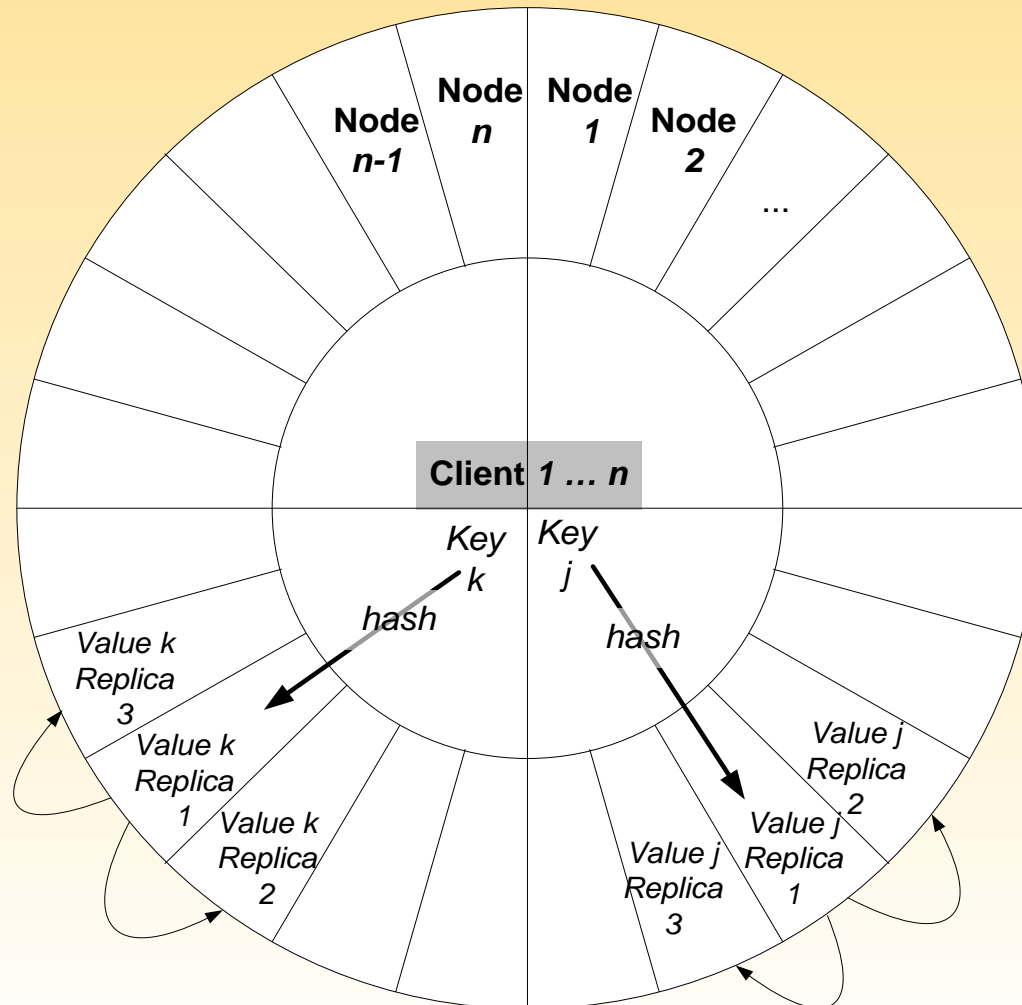 Node
n-1
Node
n
Node
1
Node
2
...
Client 1 ... n
Key
k
Key
j
hash
hash
Value k
Replica
3
Value k
Replica
1
Value k
Replica
2
Value j
Replica
2
Value j
Replica
1
Value j
Replica
3